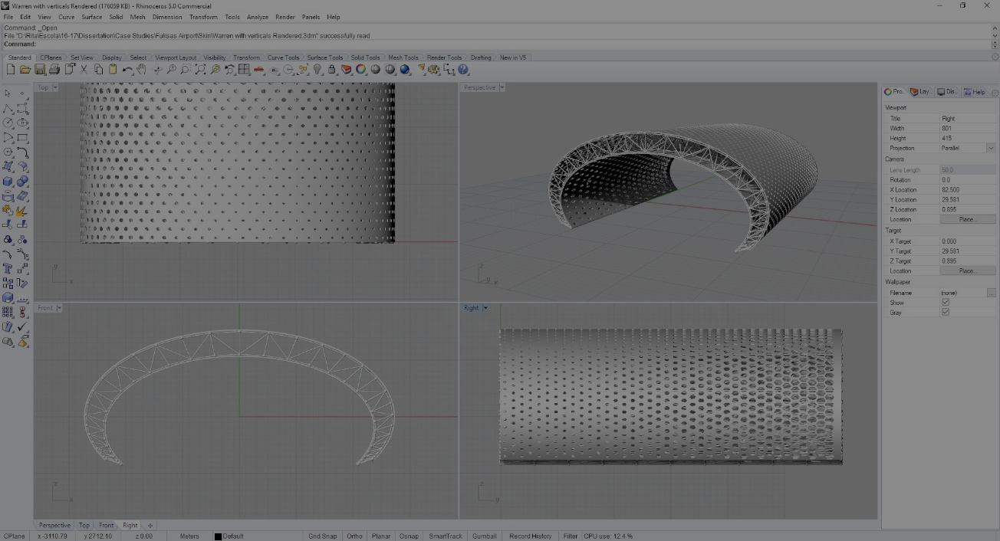 Warren with verticals Rendered (176059 KB) - Rhinoceros 5.0 Commercial
File Edit View Curve Surface Solid Mesh Dimension Transform Tools Analyze Render Panels Help
Command: _Open
File "D:\Rita\Escola\16-17\Dissertation\Case Studies\Fuksas Airport\Skin\Warren with verticals Rendered.3dm" successfully read
Command:
Standard CPlanes Set View Display Select Viewport Layout Visibility Transform Curve Tools Surface Tools Solid Tools Mesh Tools Render Tools Drafting New in V5
Top
Perspective
Pro... Lay... Dis... Help
Viewport
Title Right
Width 801
Height 415
Projection Parallel
Camera
Lens Length 50.0
Rotation 0.0
X Location 82.500
Y Location 29.581
Z Location 0.895
Location Place...
Target
X Target 0.000
Y Target 29.581
Z Target 0.895
Location Place...
Wallpaper
Filename (none) ...
Show
Gray
y
x
z
y
x
Front
Right
z
x
z
y
Perspective Top Front Right
CPlane x -3110.79 y 2712.10 z 0.00 Meters Default Grid Snap Ortho Planar Osnap SmartTrack Gumball Record History Filter CPU use: 12.4 %